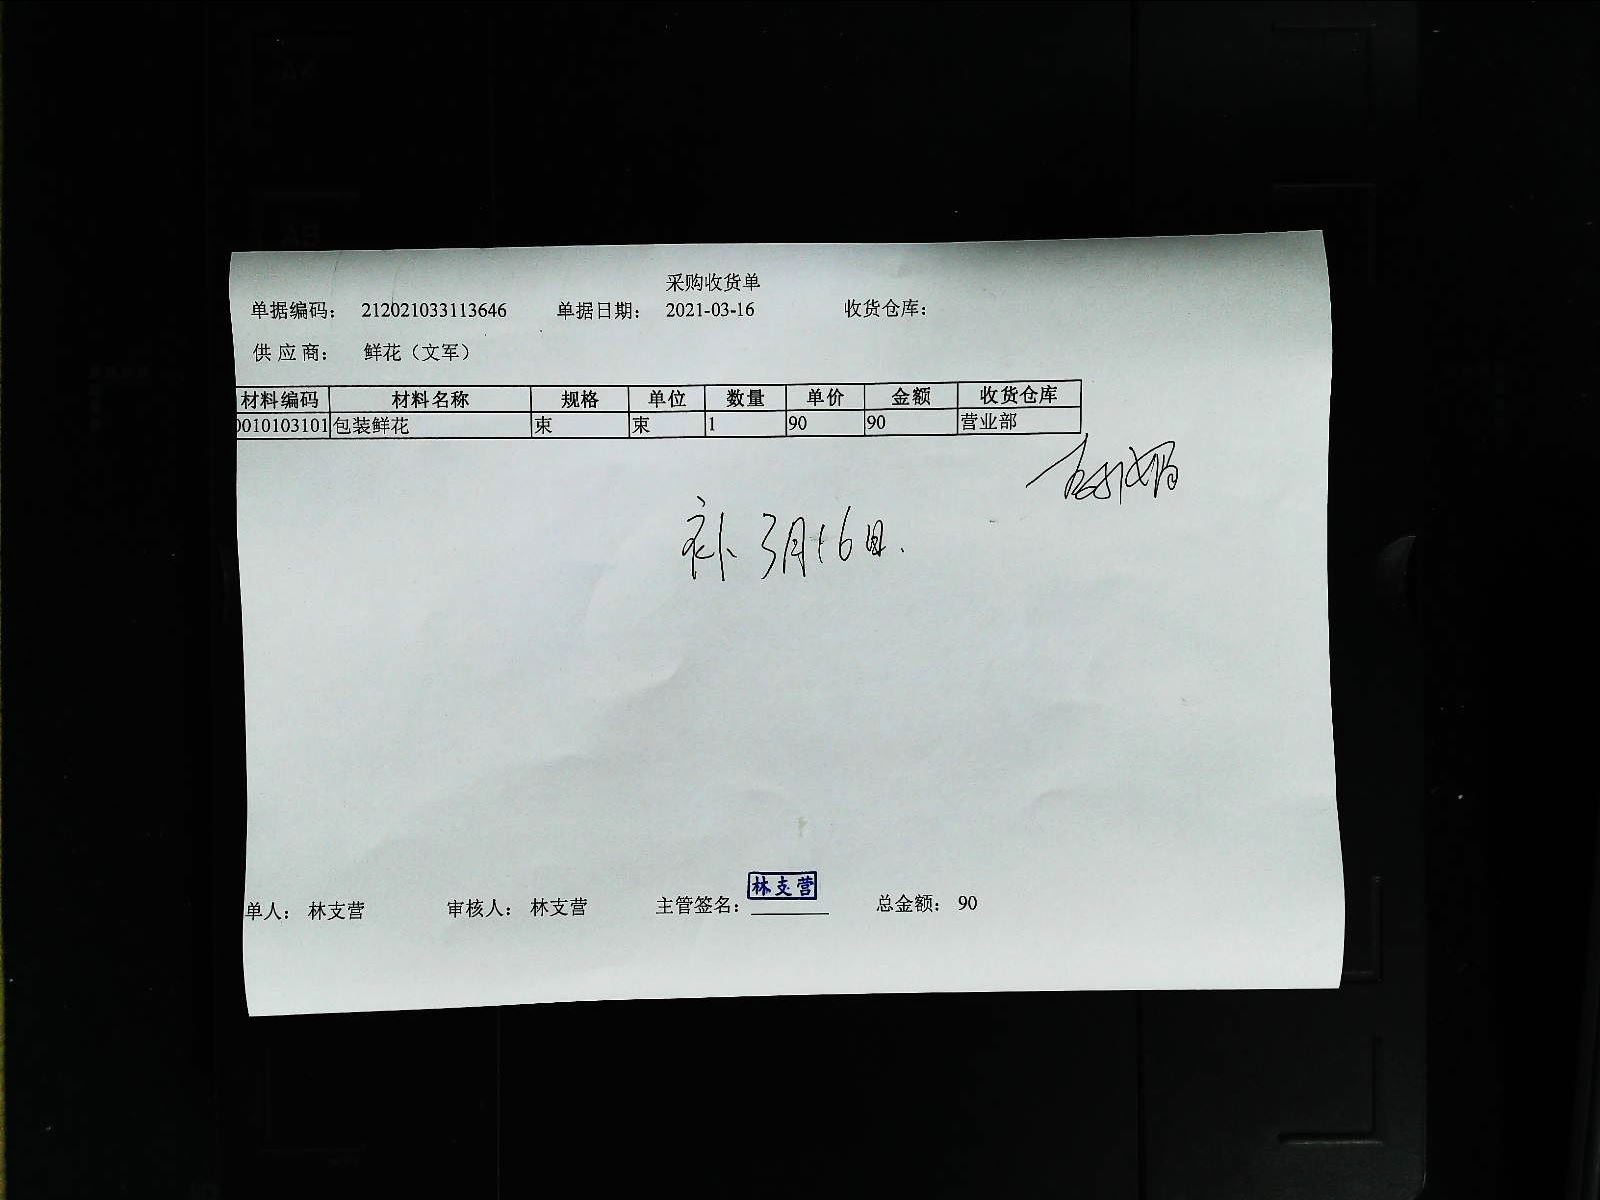 采购收货单
单据编码： 212021033113646 单据日期： 2021-03-16 收货仓库：
供 应 商： 鲜花（文军）
材料编码 材料名称 规格 单位 数量 单价 金额 收货仓库
0010103101 包装鲜花 束 束 1 90 90 营业部
补 3月16日.
林支营
单人： 林支营 审核人： 林支营 主管签名： 总金额： 90